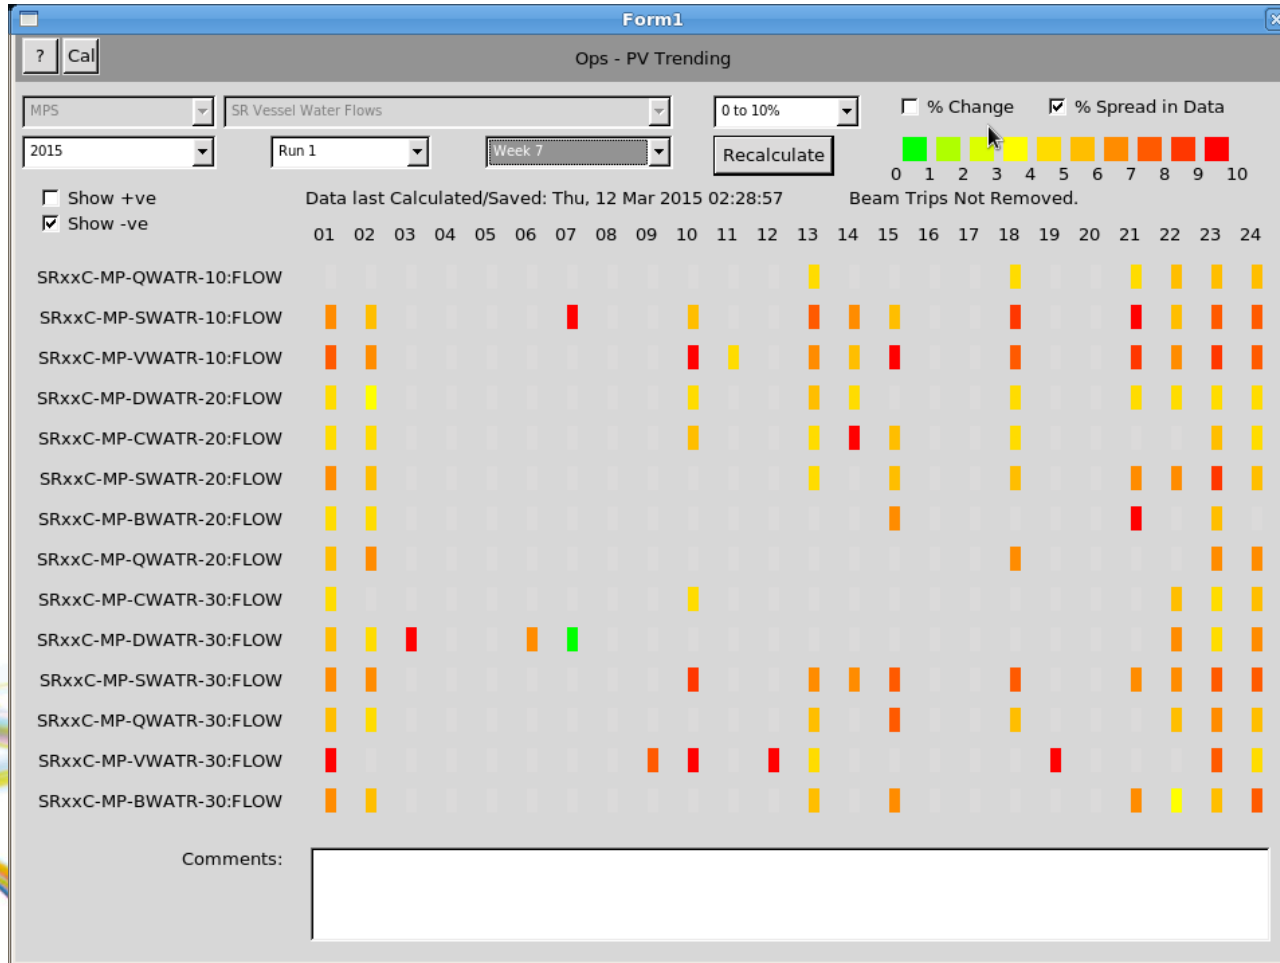 Form1
? Cal Ops - PV Trending
MPS SR Vessel Water Flows 0 to 10% % Change % Spread in Data
2015 Run 1 Week 7 Recalculate
0 1 2 3 4 5 6 7 8 9 10
Show +ve Data last Calculated/Saved: Thu, 12 Mar 2015 02:28:57 Beam Trips Not Removed.
Show -ve
01 02 03 04 05 06 07 08 09 10 11 12 13 14 15 16 17 18 19 20 21 22 23 24
SRxxC-MP-QWATR-10:FLOW
SRxxC-MP-SWATR-10:FLOW
SRxxC-MP-VWATR-10:FLOW
SRxxC-MP-DWATR-20:FLOW
SRxxC-MP-CWATR-20:FLOW
SRxxC-MP-SWATR-20:FLOW
SRxxC-MP-BWATR-20:FLOW
SRxxC-MP-QWATR-20:FLOW
SRxxC-MP-CWATR-30:FLOW
SRxxC-MP-DWATR-30:FLOW
SRxxC-MP-SWATR-30:FLOW
SRxxC-MP-QWATR-30:FLOW
SRxxC-MP-VWATR-30:FLOW
SRxxC-MP-BWATR-30:FLOW
Comments: